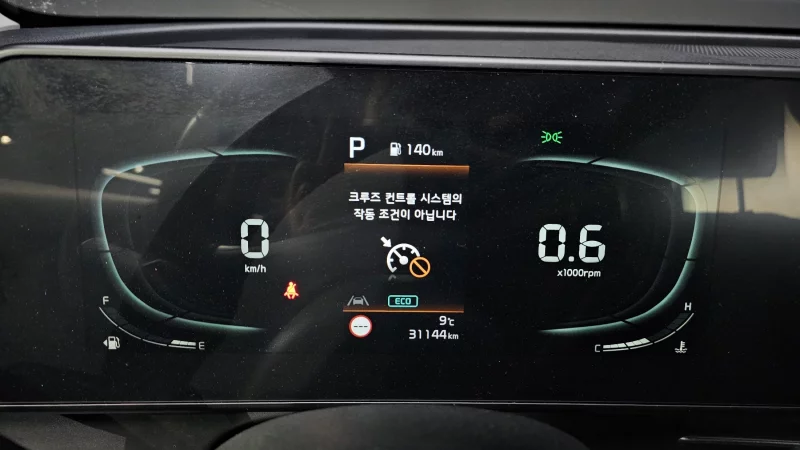 P 140km
크루즈 컨트롤 시스템의
작동 조건이 아닙니다
0
km/h
0.6
x1000rpm
ECO
F
E
---
9℃
31144km
H
C